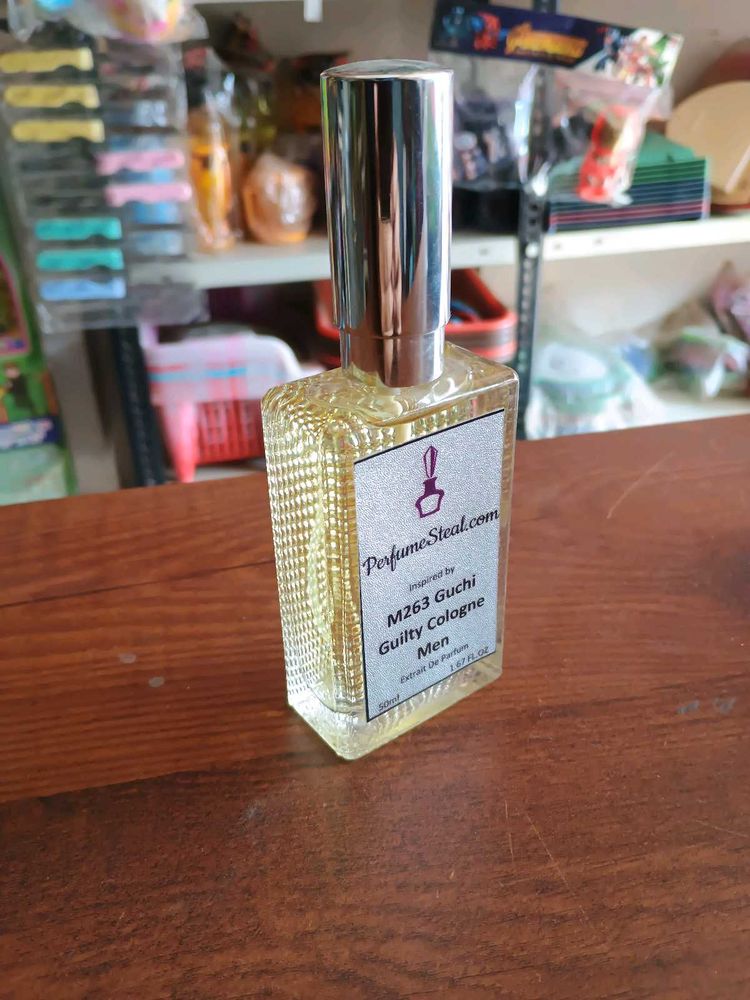 PerfumeSteal.com
inspired by
M263 Guchi
Guilty Cologne
Men
Extrait De Parfum
50ml 1.67 FL.OZ